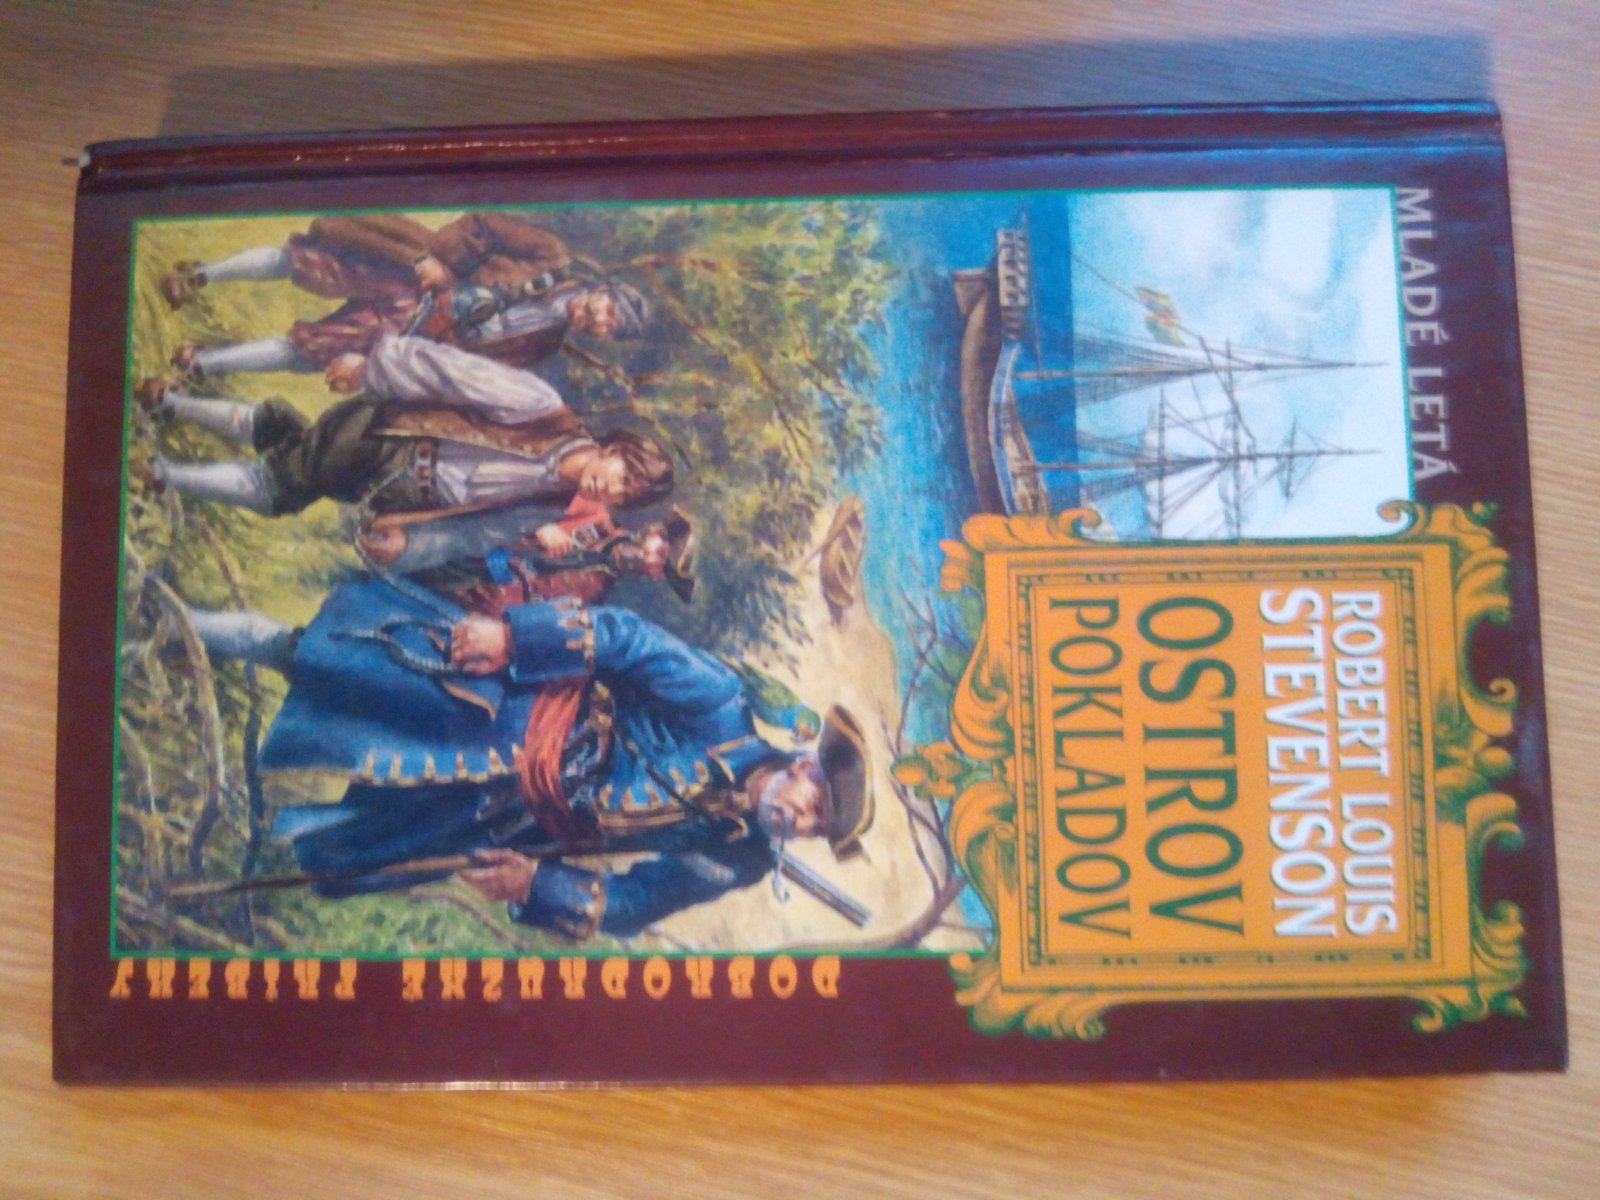 MLADÉ LETÁ
ROBERT LOUIS
STEVENSON
OSTROV
POKLADOV
DOBRODRUŽNÉ PRÍBEHY